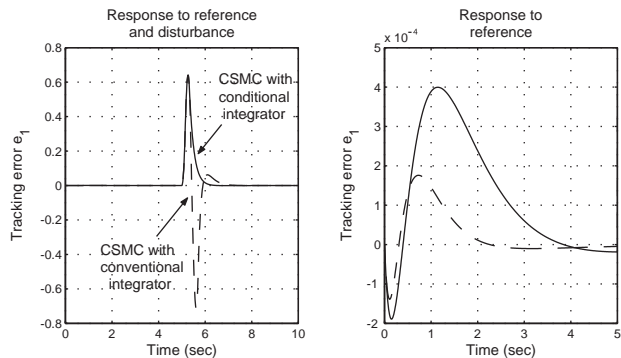 Response to reference
and disturbance
0.8
0.6
0.4
0.2
0
-0.2
-0.4
-0.6
-0.8
0 2 4 6 8 10
Tracking error e1
Time (sec)
CSMC with
conditional
integrator
CSMC with
conventional
integrator
Response to
reference
x 10-4
5
4
3
2
1
0
-1
-2
0 1 2 3 4 5
Tracking error e1
Time (sec)